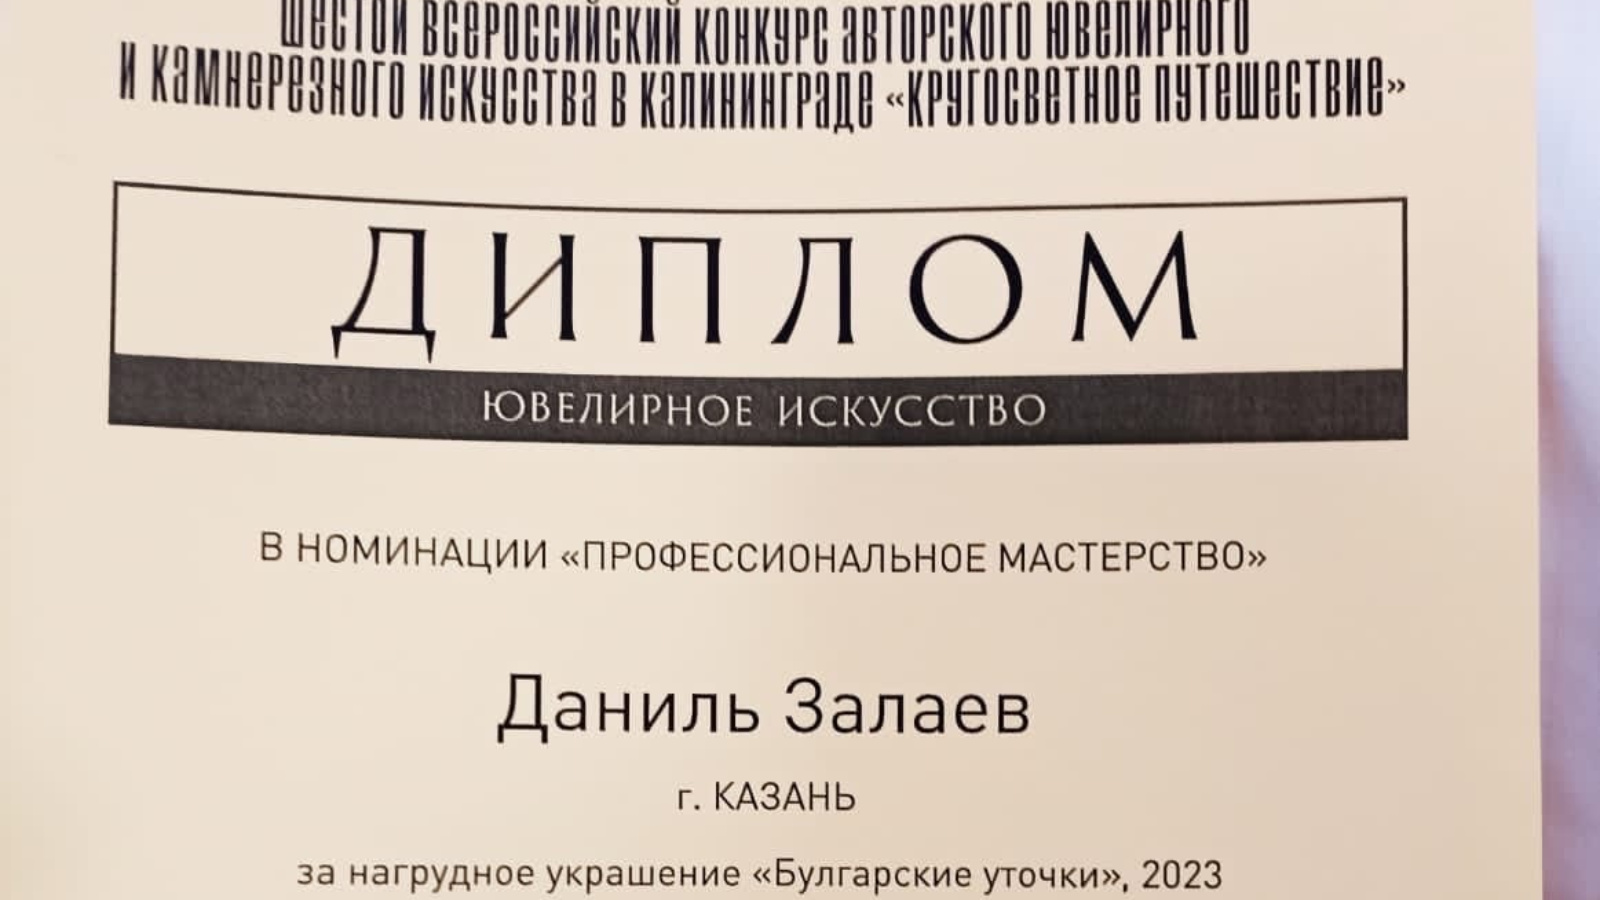 ШЕСТОЙ ВСЕРОССИЙСКИЙ КОНКУРС АВТОРСКОГО ЮВЕЛИРНОГО
И КАМНЕРЕЗНОГО ИСКУССТВА В КАЛИНИНГРАДЕ «КРУГОСВЕТНОЕ ПУТЕШЕСТВИЕ»
ДИПЛОМ
ЮВЕЛИРНОЕ ИСКУССТВО
В НОМИНАЦИИ «ПРОФЕССИОНАЛЬНОЕ МАСТЕРСТВО»
Даниль Залаев
г. КАЗАНЬ
за нагрудное украшение «Булгарские уточки», 2023